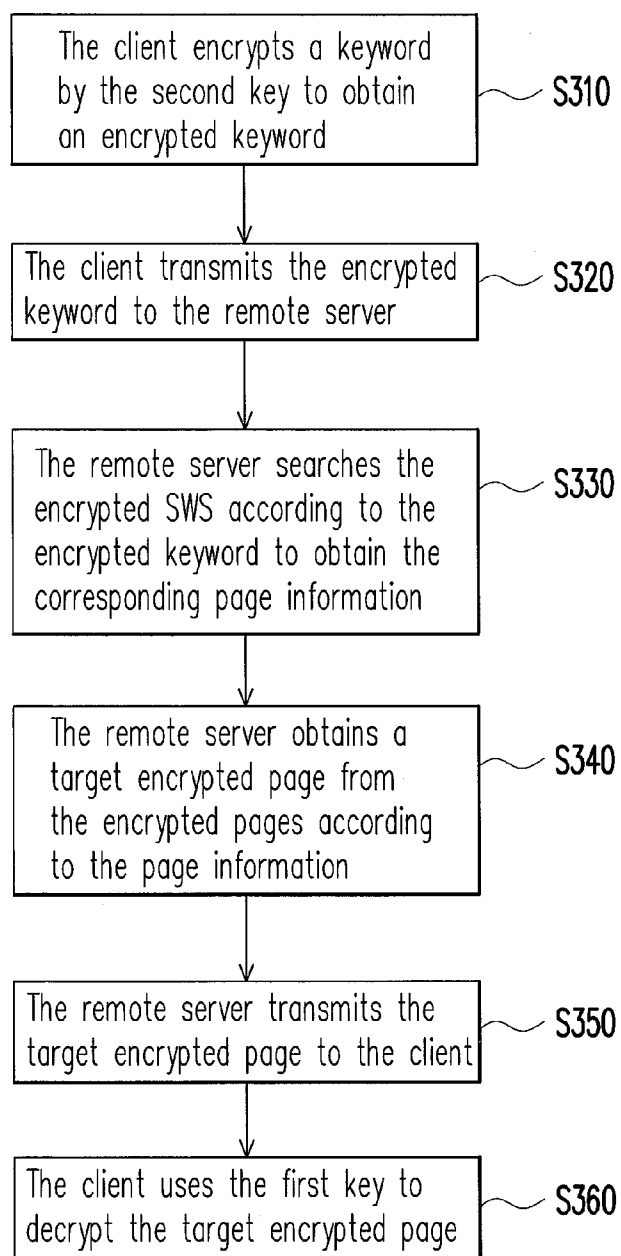 The client encrypts a keyword
by the second key to obtain
an encrypted keyword
S310
The client transmits the encrypted
keyword to the remote server
S320
The remote server searches the
encrypted SWS according to the
encrypted keyword to obtain the
corresponding page information
S330
The remote server obtains a
target encrypted page from
the encrypted pages according
to the page information
S340
The remote server transmits the
target encrypted page to the client
S350
The client uses the first key to
decrypt the target encrypted page
S360